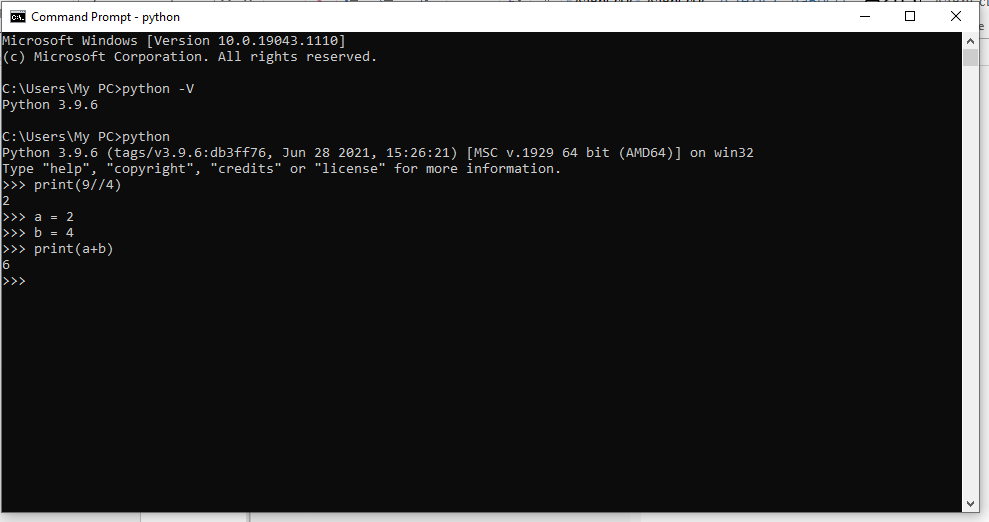 Command Prompt - python
Microsoft Windows [Version 10.0.19043.1110]
(c) Microsoft Corporation. All rights reserved.
C:\Users\My PC>python -V
Python 3.9.6
C:\Users\My PC>python
Python 3.9.6 (tags/v3.9.6:db3ff76, Jun 28 2021, 15:26:21) [MSC v.1929 64 bit (AMD64)] on win32
Type "help", "copyright", "credits" or "license" for more information.
>>> print(9//4)
2
>>> a = 2
>>> b = 4
>>> print(a+b)
6
>>>